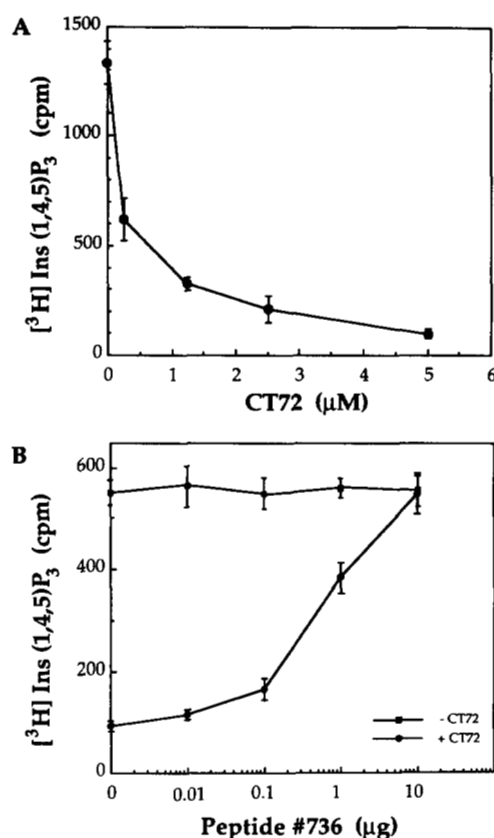 A
1500
1000
500
0
[³H] Ins (1,4,5)P₃ (cpm)
0 1 2 3 4 5 6
CT72 (μM)
B
600
400
200
0
[³H] Ins (1,4,5)P₃ (cpm)
- CT72
+ CT72
0 0.01 0.1 1 10
Peptide #736 (μg)